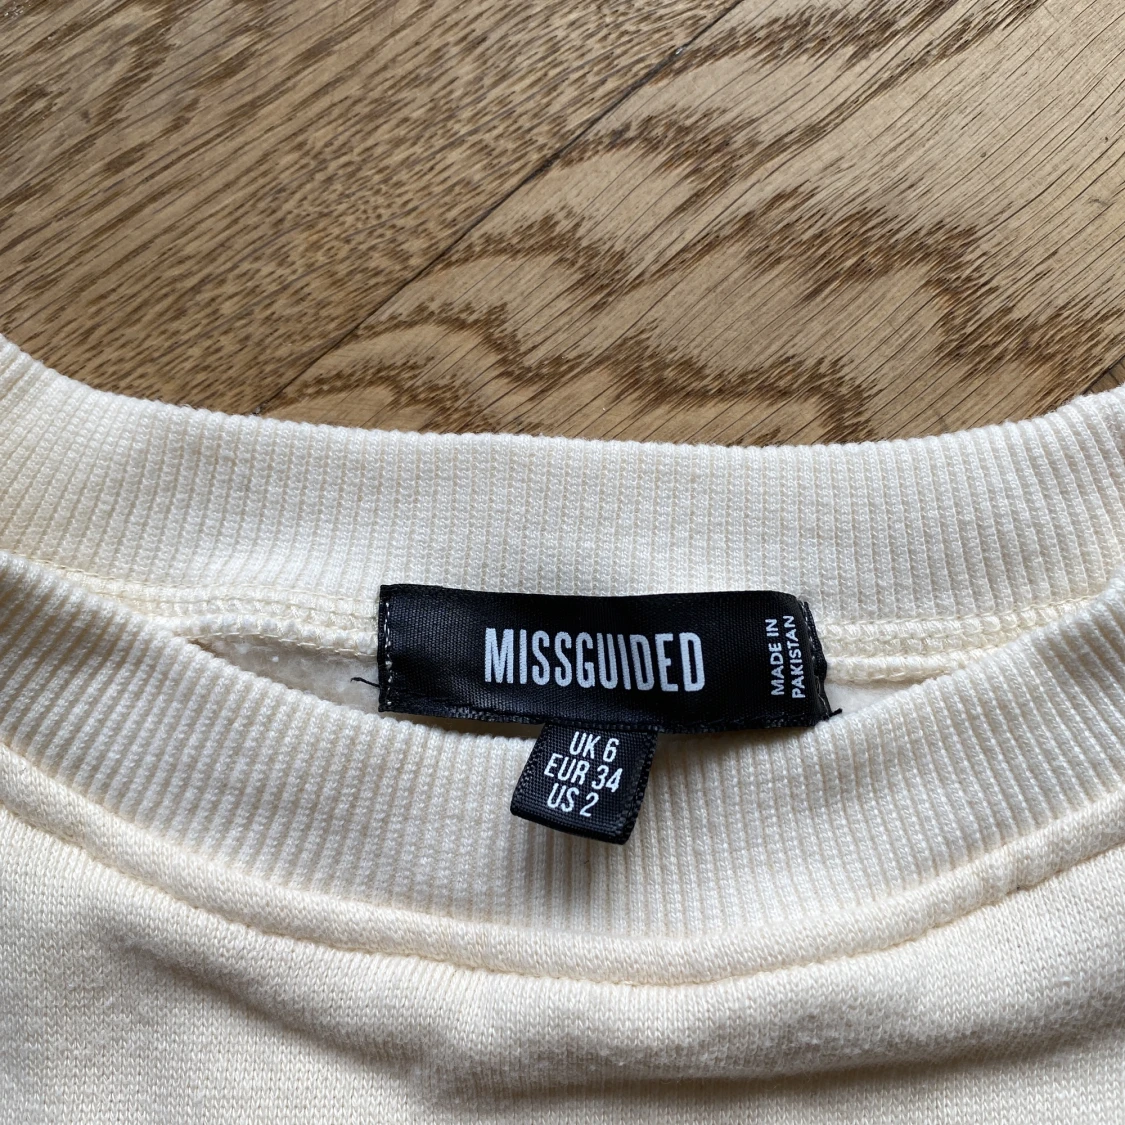 MISSGUIDED
MADE IN
PAKISTAN
UK 6
EUR 34
US 2